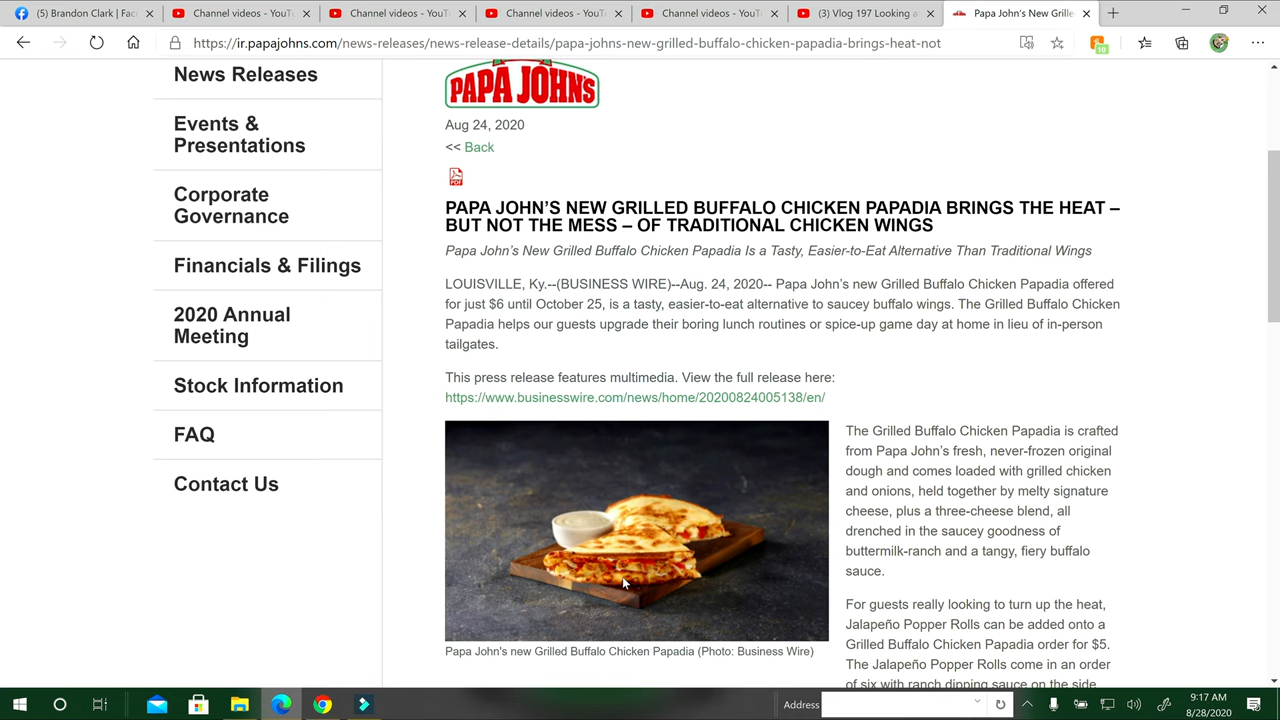 (5) Brandon Clark | Fac
Channel videos - YouT
Channel videos - YouT
Channel videos - YouT
Channel videos - YouT
(3) Vlog 197 Looking a
Papa John's New Grille
https://ir.papajohns.com/news-releases/news-release-details/papa-johns-new-grilled-buffalo-chicken-papadia-brings-heat-not
10
News Releases
Events &
Presentations
Corporate
Governance
Financials & Filings
2020 Annual
Meeting
Stock Information
FAQ
Contact Us
PAPA JOHN'S
Aug 24, 2020
<< Back
PDF
PAPA JOHN'S NEW GRILLED BUFFALO CHICKEN PAPADIA BRINGS THE HEAT –
BUT NOT THE MESS – OF TRADITIONAL CHICKEN WINGS
Papa John's New Grilled Buffalo Chicken Papadia Is a Tasty, Easier-to-Eat Alternative Than Traditional Wings
LOUISVILLE, Ky.--(BUSINESS WIRE)--Aug. 24, 2020-- Papa John's new Grilled Buffalo Chicken Papadia offered
for just $6 until October 25, is a tasty, easier-to-eat alternative to saucey buffalo wings. The Grilled Buffalo Chicken
Papadia helps our guests upgrade their boring lunch routines or spice-up game day at home in lieu of in-person
tailgates.
This press release features multimedia. View the full release here:
https://www.businesswire.com/news/home/20200824005138/en/
Papa John's new Grilled Buffalo Chicken Papadia (Photo: Business Wire)
The Grilled Buffalo Chicken Papadia is crafted
from Papa John's fresh, never-frozen original
dough and comes loaded with grilled chicken
and onions, held together by melty signature
cheese, plus a three-cheese blend, all
drenched in the saucey goodness of
buttermilk-ranch and a tangy, fiery buffalo
sauce.
For guests really looking to turn up the heat,
Jalapeño Popper Rolls can be added onto a
Grilled Buffalo Chicken Papadia order for $5.
The Jalapeño Popper Rolls come in an order
of six with ranch dipping sauce on the side
Address
9:17 AM
8/28/2020